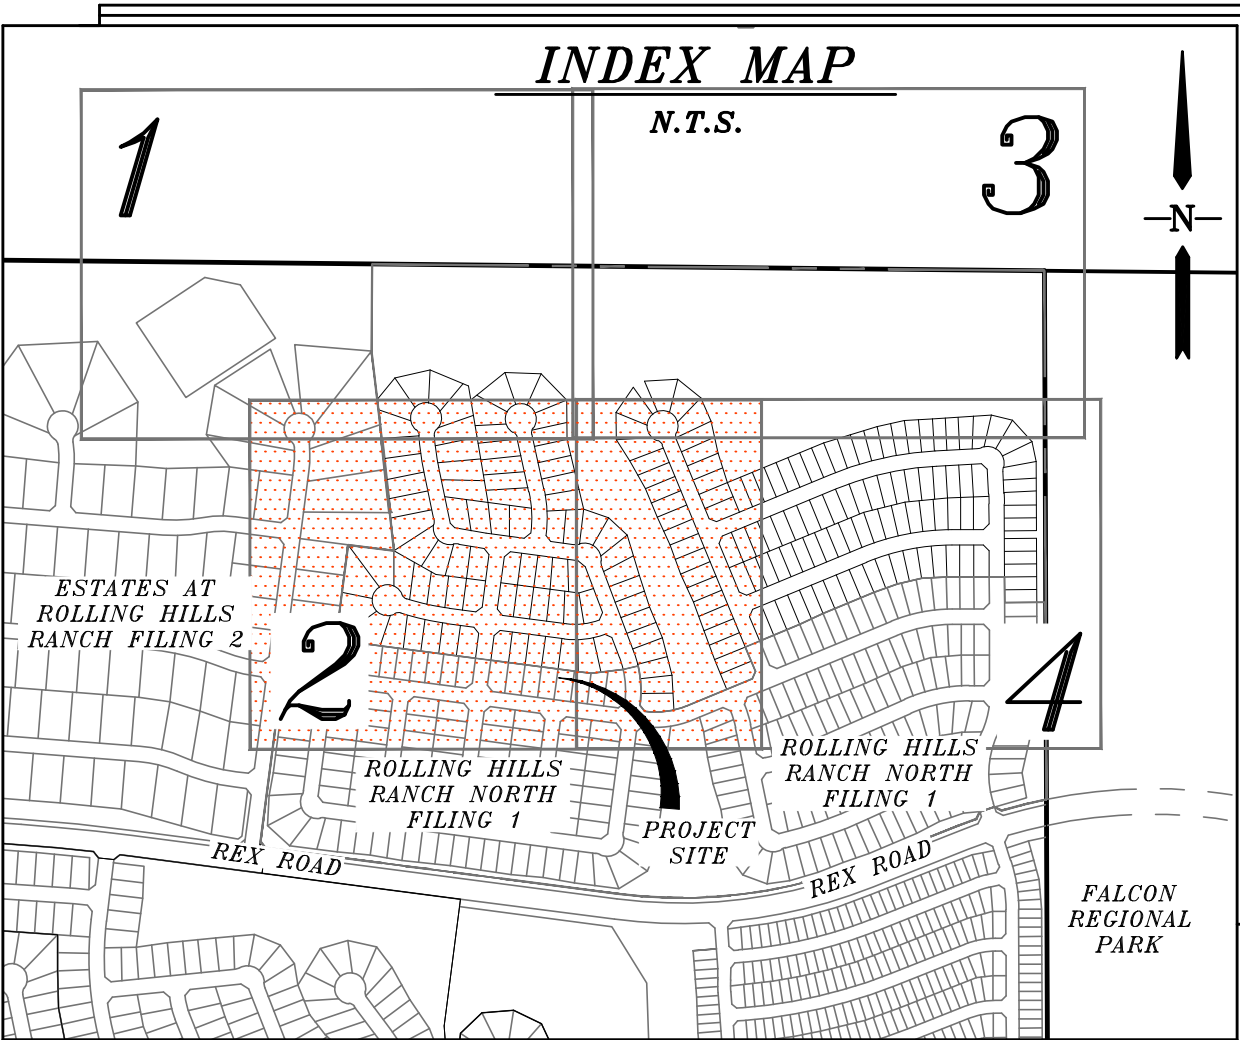 INDEX MAP
N.T.S.
1
3
N
ESTATES AT
ROLLING HILLS
RANCH FILING 2
2
4
ROLLING HILLS
RANCH NORTH
FILING 1
ROLLING HILLS
RANCH NORTH
FILING 1
PROJECT
SITE
REX ROAD
REX ROAD
FALCON
REGIONAL
PARK